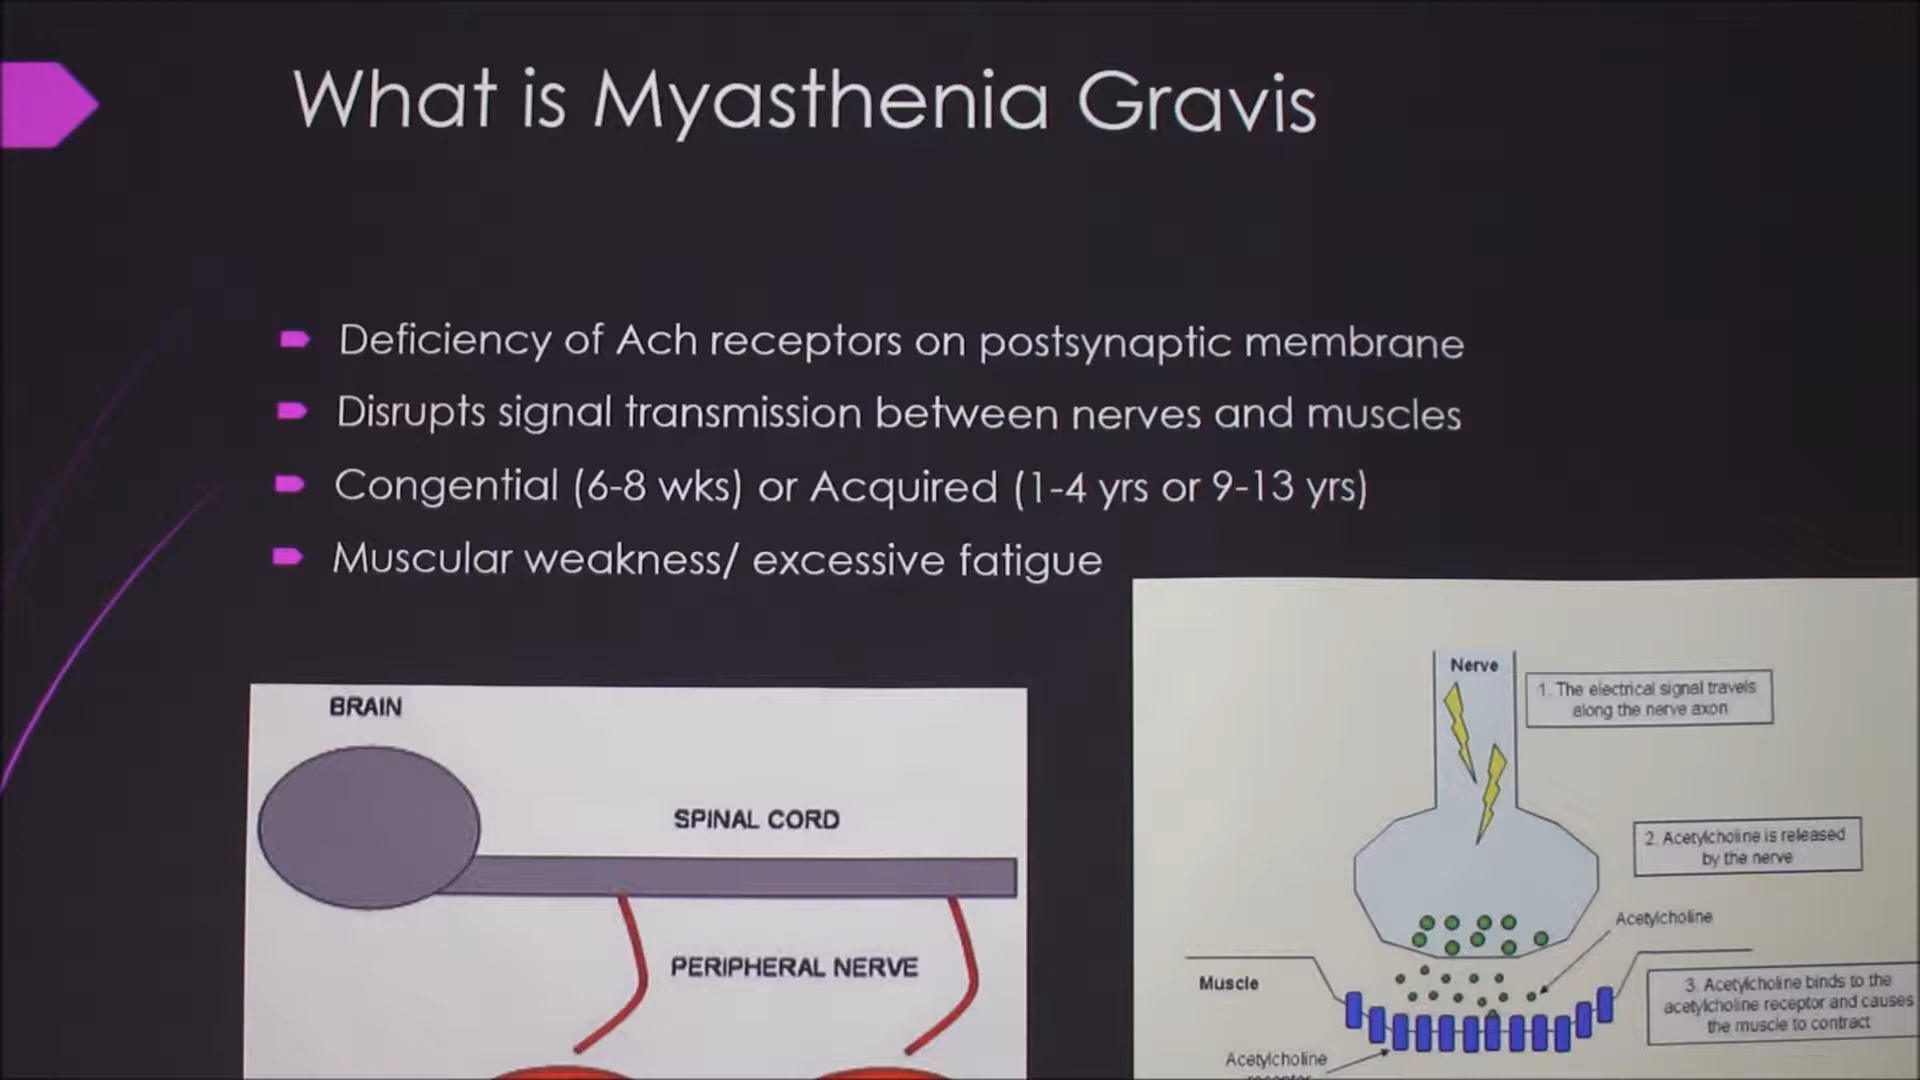 What is Myasthenia Gravis
Deficiency of Ach receptors on postsynaptic membrane
Disrupts signal transmission between nerves and muscles
Congential (6-8 wks) or Acquired (1-4 yrs or 9-13 yrs)
Muscular weakness/ excessive fatigue
BRAIN
SPINAL CORD
PERIPHERAL NERVE
Nerve
1. The electrical signal travels
along the nerve axon
2. Acetylcholine is released
by the nerve
Acetylcholine
Muscle
3. Acetylcholine binds to the
acetylcholine receptor and causes
the muscle to contract
Acetylcholine